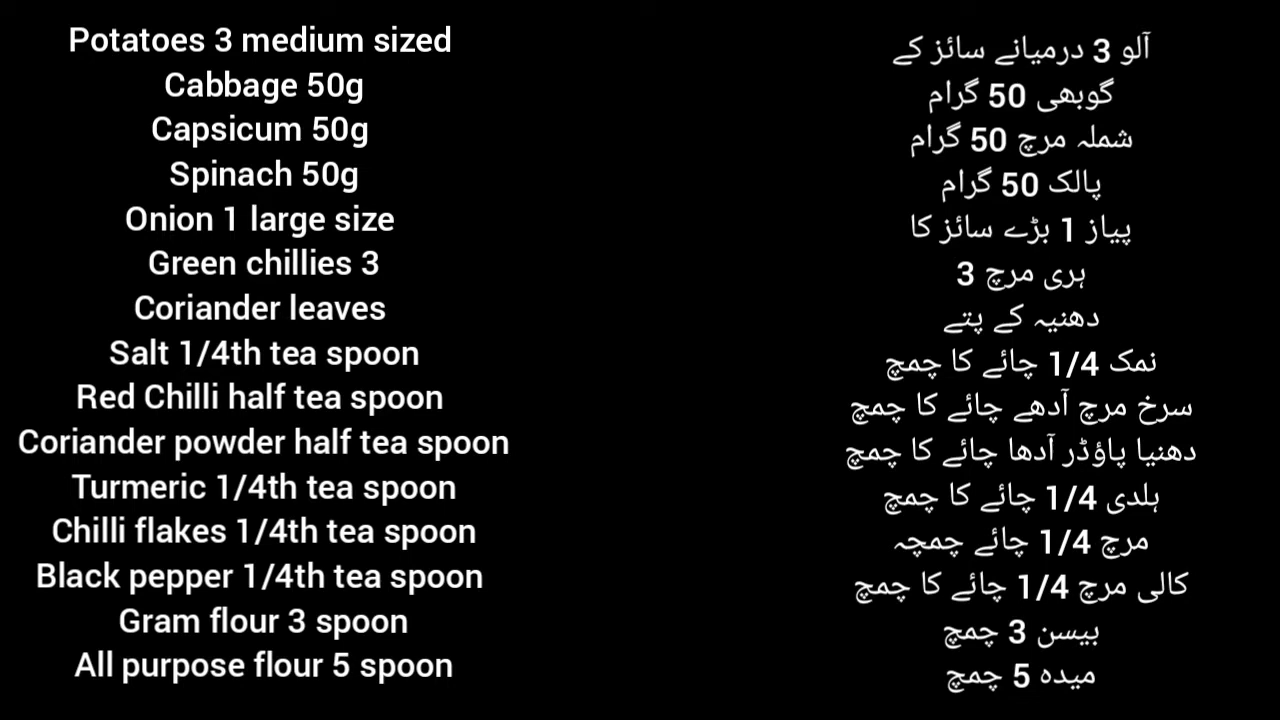 Potatoes 3 medium sized
Cabbage 50g
Capsicum 50g
Spinach 50g
Onion 1 large size
Green chillies 3
Coriander leaves
Salt 1/4th tea spoon
Red Chilli half tea spoon
Coriander powder half tea spoon
Turmeric 1/4th tea spoon
Chilli flakes 1/4th tea spoon
Black pepper 1/4th tea spoon
Gram flour 3 spoon
All purpose flour 5 spoon
آلو 3 درمیانے سائز کے
گوبھی 50 گرام
شملہ مرچ 50 گرام
پالک 50 گرام
پیاز 1 بڑے سائز کا
ہری مرچ 3
دھنیہ کے پتے
نمک 1/4 چائے کا چمچ
سرخ مرچ آدھے چائے کا چمچ
دھنیا پاؤڈر آدھا چائے کا چمچ
ہلدی 1/4 چائے کا چمچ
مرچ 1/4 چائے چمچہ
کالی مرچ 1/4 چائے کا چمچ
بیسن 3 چمچ
میدہ 5 چمچ